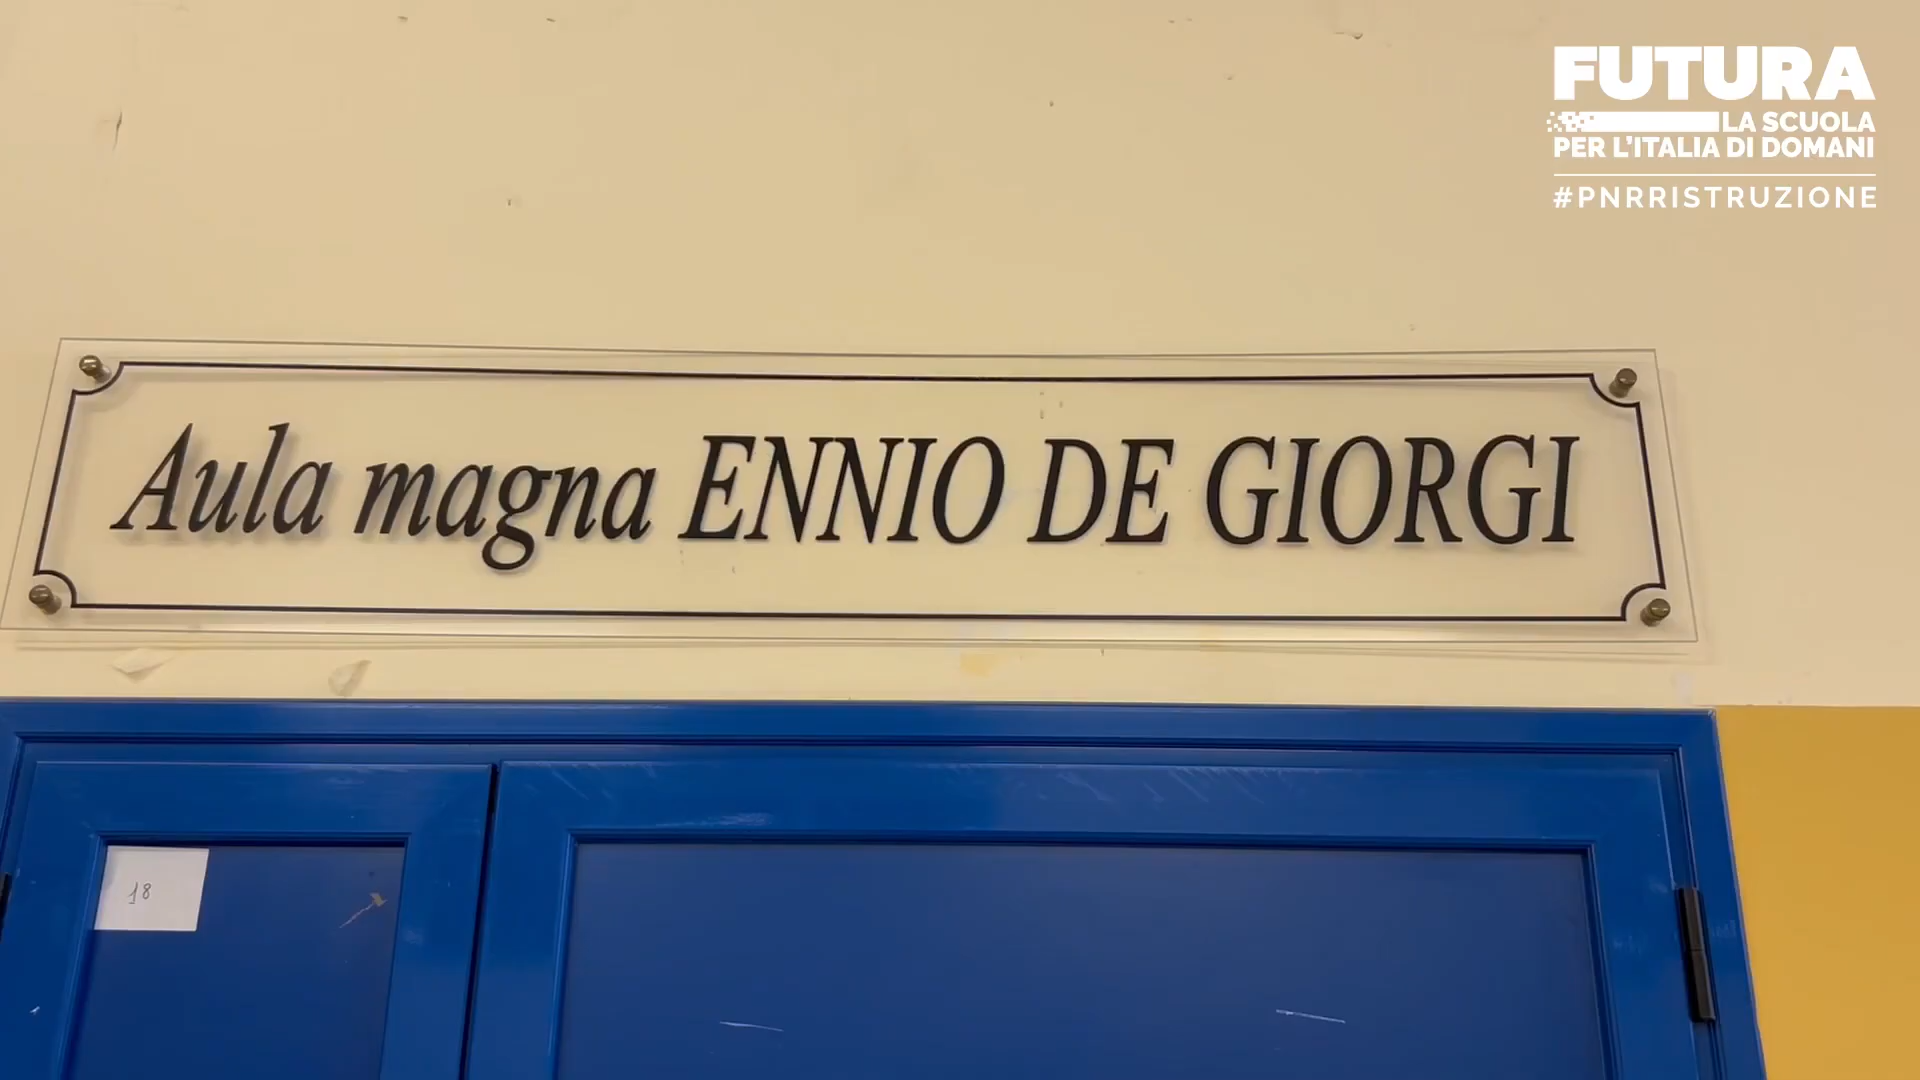 FUTURA
LA SCUOLA
PER L'ITALIA DI DOMANI
#PNRRISTRUZIONE
Aula magna ENNIO DE GIORGI
18